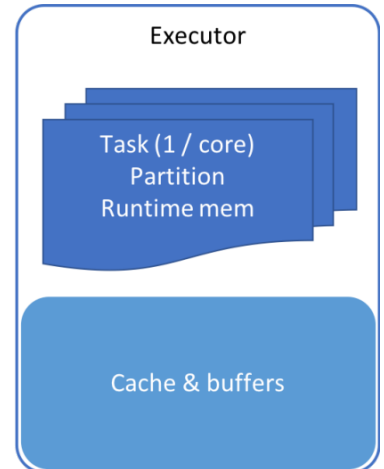 Executor
Task (1 / core)
Partition
Runtime mem
Cache & buffers